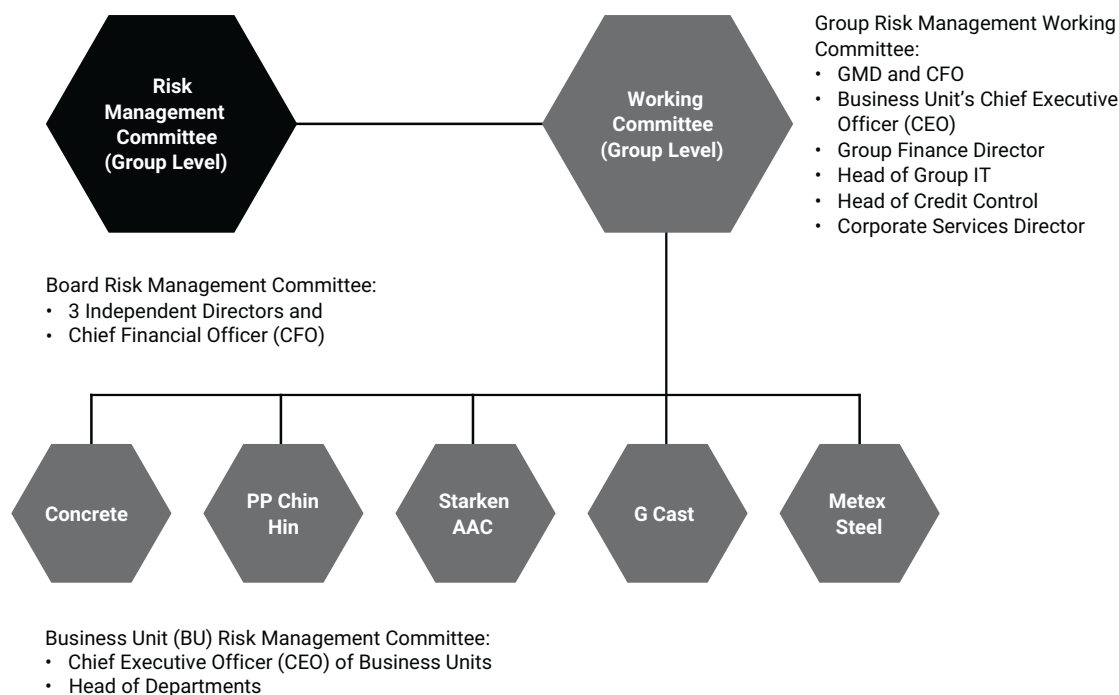 Risk
Management
Committee
(Group Level)
Working
Committee
(Group Level)
Group Risk Management Working
Committee:
• GMD and CFO
• Business Unit's Chief Executive
Officer (CEO)
• Group Finance Director
• Head of Group IT
• Head of Credit Control
• Corporate Services Director
Board Risk Management Committee:
• 3 Independent Directors and
• Chief Financial Officer (CFO)
Concrete
PP Chin
Hin
Starken
AAC
G Cast
Metex
Steel
Business Unit (BU) Risk Management Committee:
• Chief Executive Officer (CEO) of Business Units
• Head of Departments